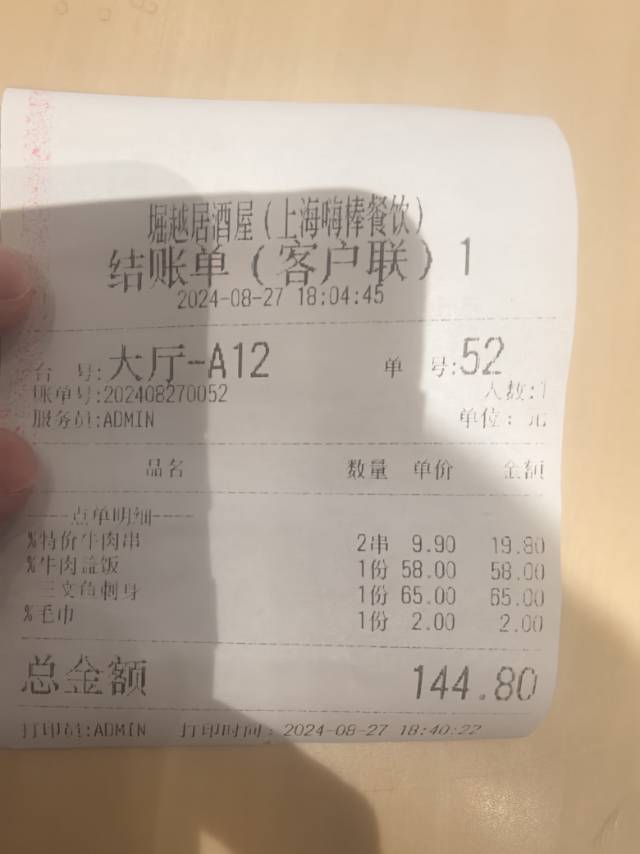 堀越居酒屋(上海嗨棒餐饮)
结账单(客户联)1
2024-08-27 18:04:45
台 号:大厅-A12 单 号:52
账单号:202408270052 人数:1
服务员:ADMIN 单位: 元
品名 数量 单价 金额
-----点单明细-----
%特价牛肉串 2串 9.90 19.80
%牛肉盖饭 1份 58.00 58.00
三文鱼刺身 1份 65.00 65.00
%毛巾 1份 2.00 2.00
总金额 144.80
打印员:ADMIN 打印时间: 2024-08-27 18:40:22